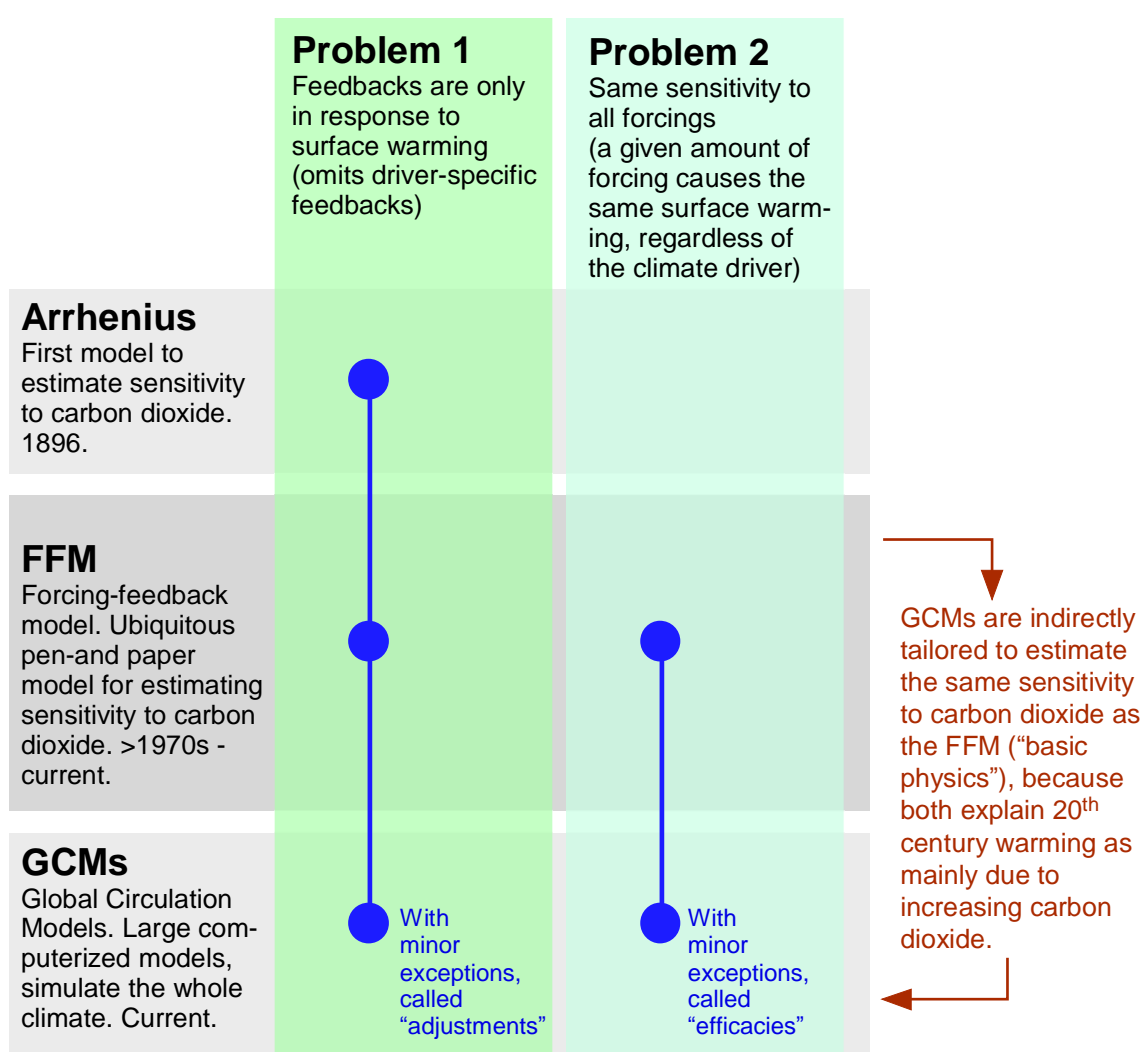 Problem 1
Feedbacks are only
in response to
surface warming
(omits driver-specific
feedbacks)
Problem 2
Same sensitivity to
all forcings
(a given amount of
forcing causes the
same surface warm-
ing, regardless of
the climate driver)
Arrhenius
First model to
estimate sensitivity
to carbon dioxide.
1896.
FFM
Forcing-feedback
model. Ubiquitous
pen-and paper
model for estimating
sensitivity to carbon
dioxide. >1970s -
current.
GCMs are indirectly
tailored to estimate
the same sensitivity
to carbon dioxide as
the FFM (“basic
physics”), because
both explain 20th
century warming as
mainly due to
increasing carbon
dioxide.
GCMs
Global Circulation
Models. Large com-
puterized models,
simulate the whole
climate. Current.
With
minor
exceptions,
called
“adjustments”
With
minor
exceptions,
called
“efficacies”